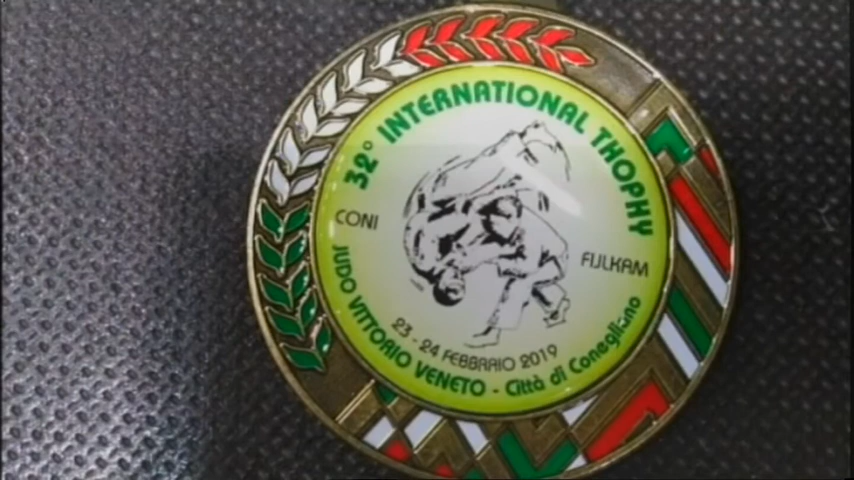 32° INTERNATIONAL THOPHY
CONI
FIJLKAM
23 - 24 FEBBRAIO 2019
JUDO VITTORIO VENETO - Città di Conegliano